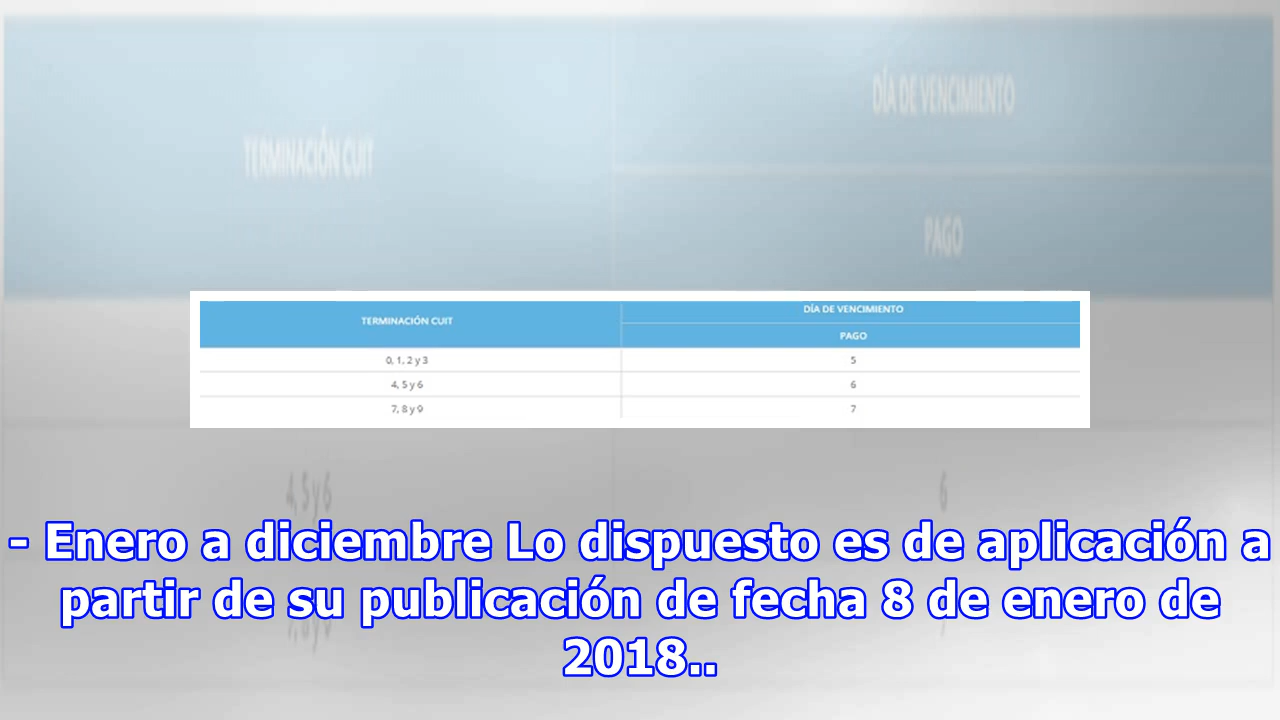 TERMINACIÓN CUIT
DÍA DE VENCIMIENTO
PAGO
TERMINACIÓN CUIT
DÍA DE VENCIMIENTO
PAGO
0, 1, 2 y 3 5
4, 5 y 6 6
7, 8 y 9 7
4, 5 y 6 6
- Enero a diciembre Lo dispuesto es de aplicación a
partir de su publicación de fecha 8 de enero de
2018..